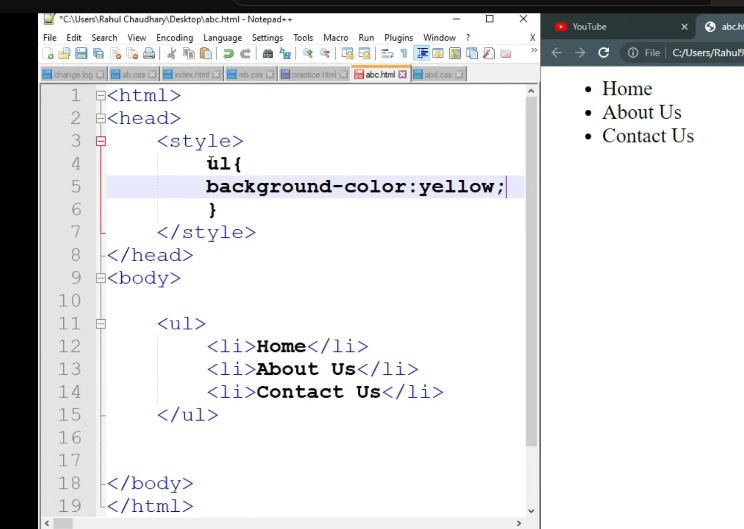 *C:\Users\Rahul Chaudhary\Desktop\abc.html - Notepad++
File Edit Search View Encoding Language Settings Tools Macro Run Plugins Window ? X
change.log ab.css index.html mb.css practice.html abc.html abd.css
1 <html>
2 <head>
3 <style>
4 ul{
5 background-color:yellow;
6 }
7 </style>
8 </head>
9 <body>
10
11 <ul>
12 <li>Home</li>
13 <li>About Us</li>
14 <li>Contact Us</li>
15 </ul>
16
17
18 </body>
19 </html>
YouTube abc.ht
File C:/Users/Rahul%
• Home
• About Us
• Contact Us